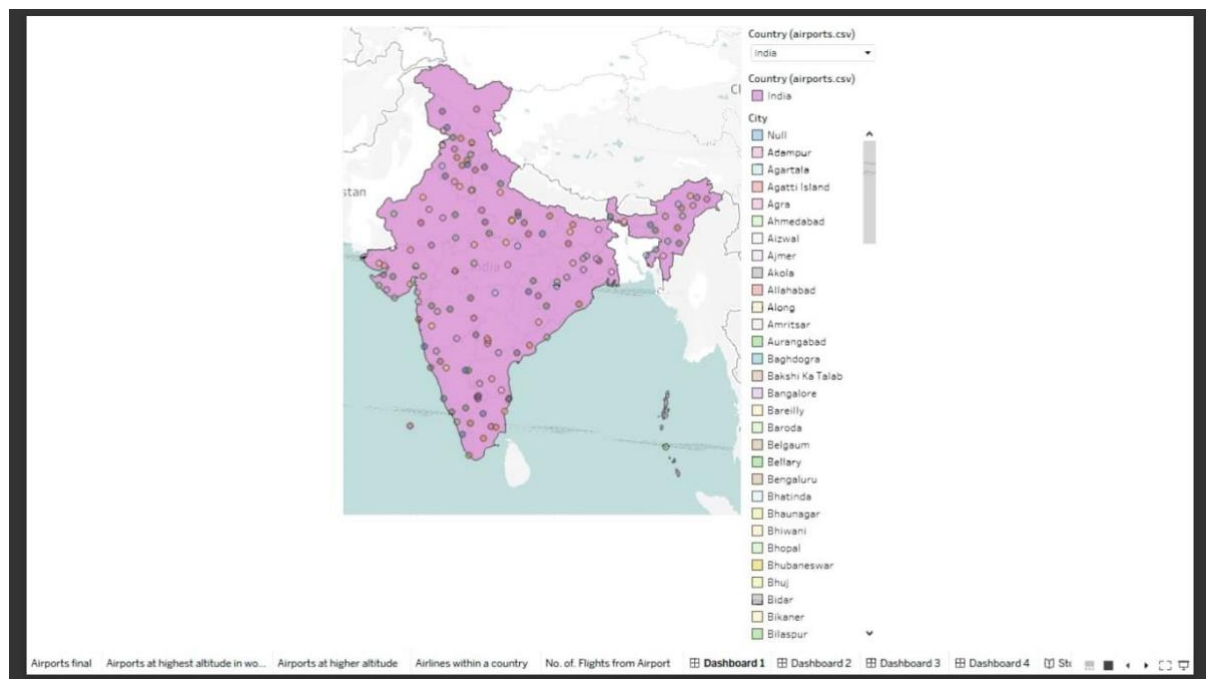 Country (airports.csv)
India
Country (airports.csv)
India
City
Null
Adampur
Agartala
Agatti Island
Agra
Ahmedabad
Aizwal
Ajmer
Akola
Allahabad
Along
Amritsar
Aurangabad
Baghdogra
Bakshi Ka Talab
Bangalore
Bareilly
Baroda
Belgaum
Bellary
Bengaluru
Bhatinda
Bhaunagar
Bhiwani
Bhopal
Bhubaneswar
Bhuj
Bidar
Bikaner
Bilaspur
stan
India
Airports final Airports at highest altitude in wo... Airports at higher altitude Airlines within a country No. of. Flights from Airport Dashboard 1 Dashboard 2 Dashboard 3 Dashboard 4